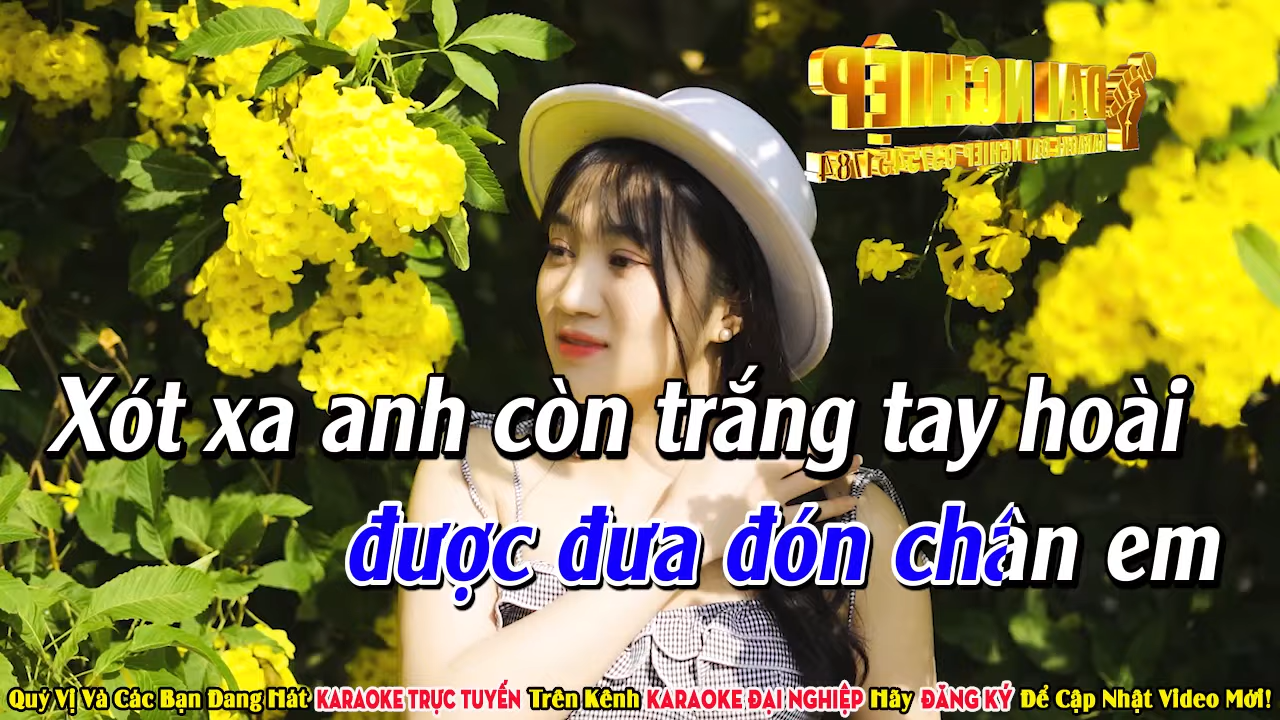 ĐẠI NGHIỆP
Xót xa anh còn trắng tay hoài
được đưa đón chân em
Quý Vị Và Các Bạn Đang Hát KARAOKE TRỰC TUYẾN Trên Kênh KARAOKE ĐẠI NGHIỆP Hãy ĐĂNG KÝ Để Cập Nhật Video Mới!